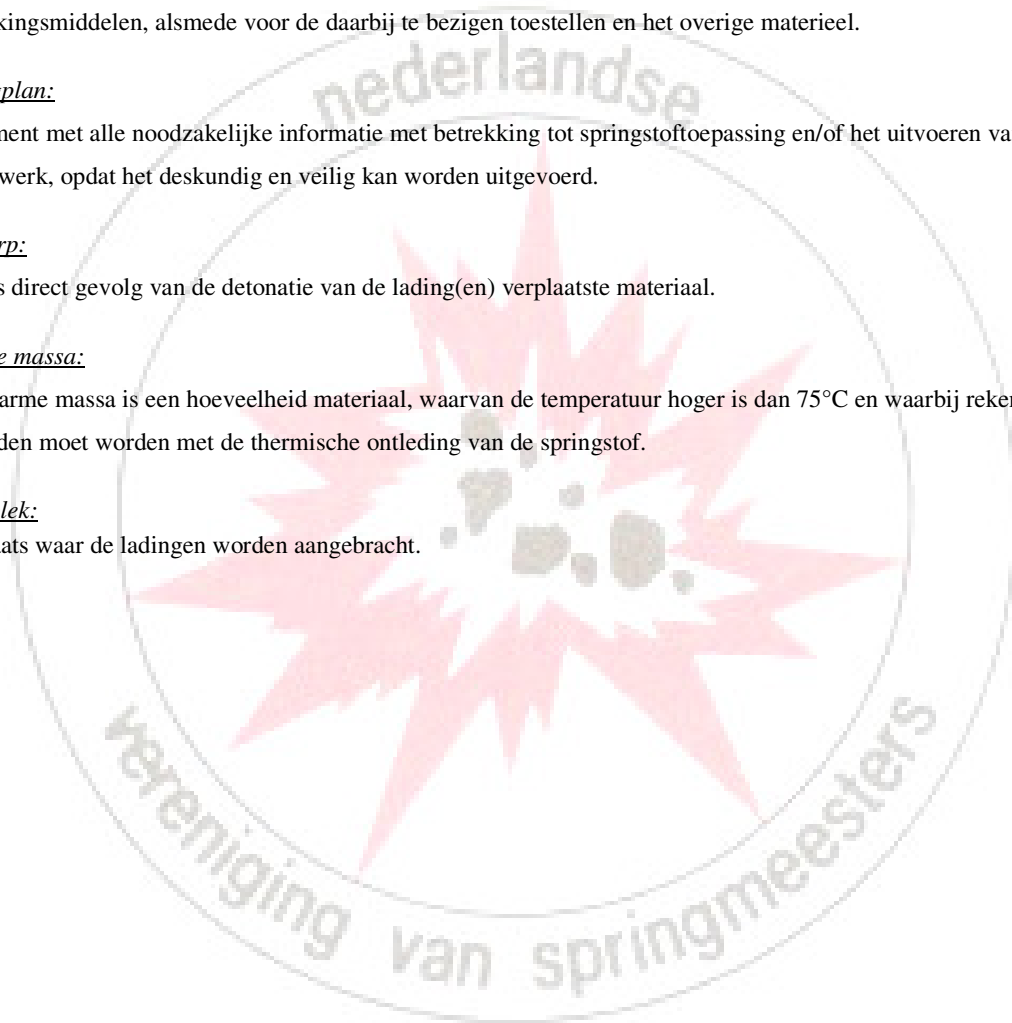 kingsmiddelen, alsmede voor de daarbij te bezigen toestellen en het overige materieel.
plan:
ment met alle noodzakelijke informatie met betrekking tot springstoftoepassing en/of het uitvoeren va
werk, opdat het deskundig en veilig kan worden uitgevoerd.
rp:
s direct gevolg van de detonatie van de lading(en) verplaatste materiaal.
e massa:
arme massa is een hoeveelheid materiaal, waarvan de temperatuur hoger is dan 75°C en waarbij reke
den moet worden met de thermische ontleding van de springstof.
lek:
ats waar de ladingen worden aangebracht.
nederlandse
vereniging van springmeesters